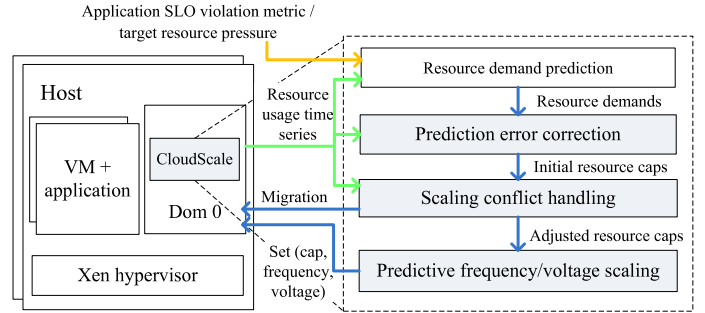 Application SLO violation metric /
target resource pressure
Host
VM +
application
CloudScale
Dom 0
Xen hypervisor
Resource
usage time
series
Migration
Set (cap,
frequency,
voltage)
Resource demand prediction
Resource demands
Prediction error correction
Initial resource caps
Scaling conflict handling
Adjusted resource caps
Predictive frequency/voltage scaling